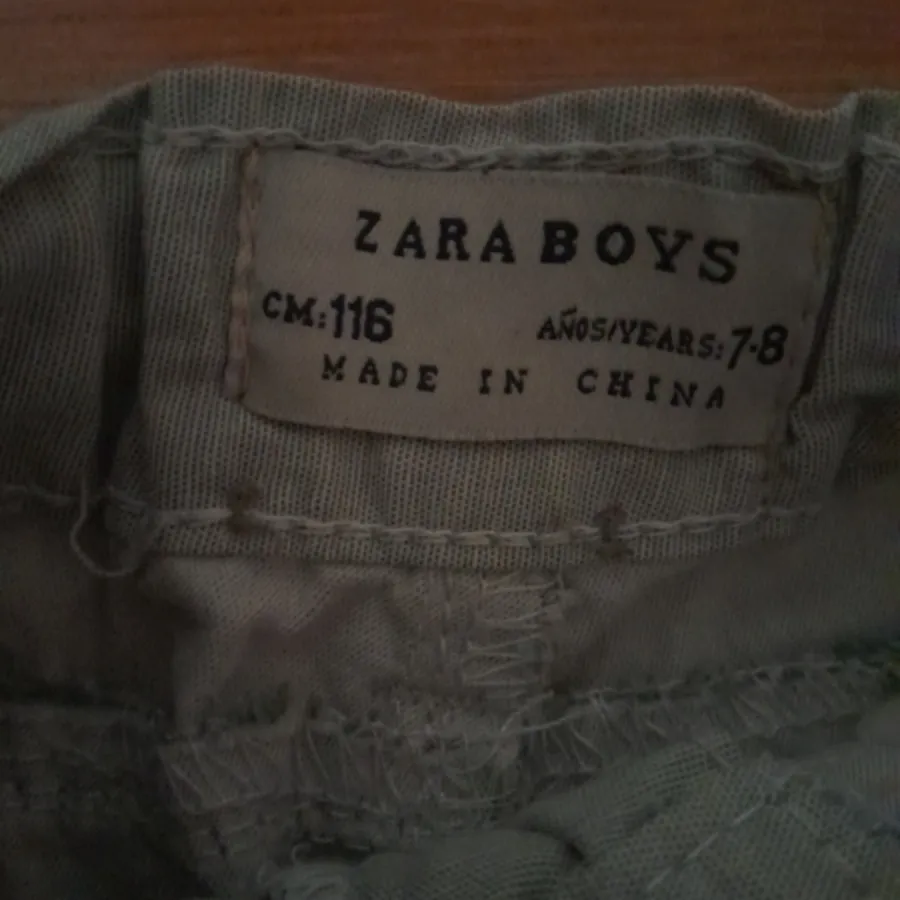 ZARA BOYS
CM:116 AÑOS/YEARS:7-8
MADE IN CHINA